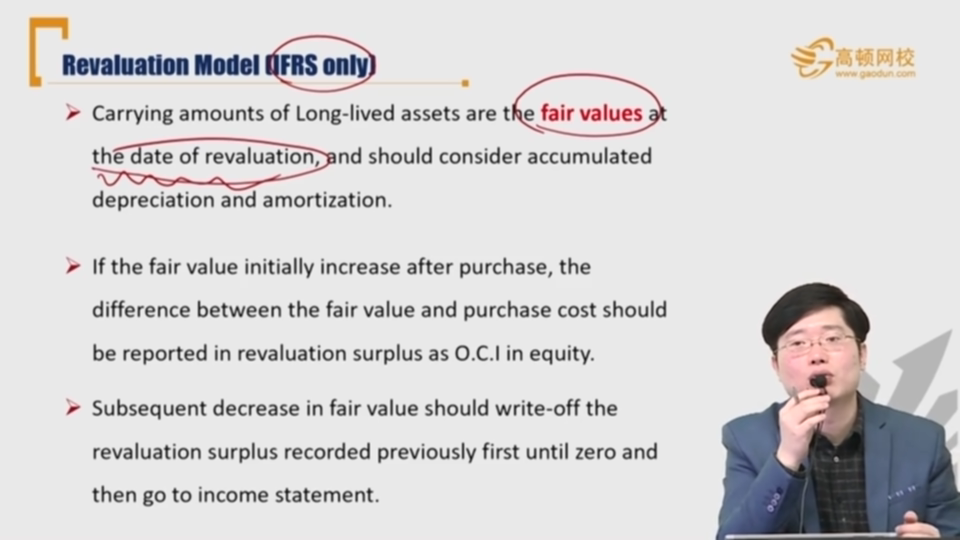 Revaluation Model (IFRS only)
高顿网校
www.gaodun.com
➢ Carrying amounts of Long-lived assets are the fair values at
the date of revaluation, and should consider accumulated
depreciation and amortization.
➢ If the fair value initially increase after purchase, the
difference between the fair value and purchase cost should
be reported in revaluation surplus as O.C.I in equity.
➢ Subsequent decrease in fair value should write-off the
revaluation surplus recorded previously first until zero and
then go to income statement.